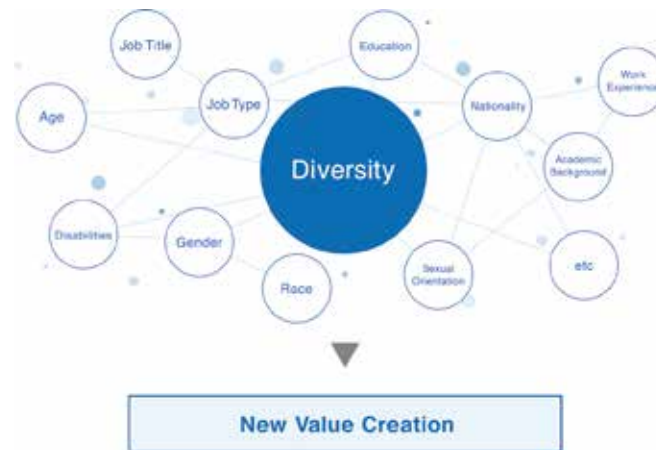 Job Title
Education
Work
Experience
Job Type
Nationality
Age
Diversity
Academic
Background
Disabilities
Gender
Sexual
Orientation
etc
Race
New Value Creation